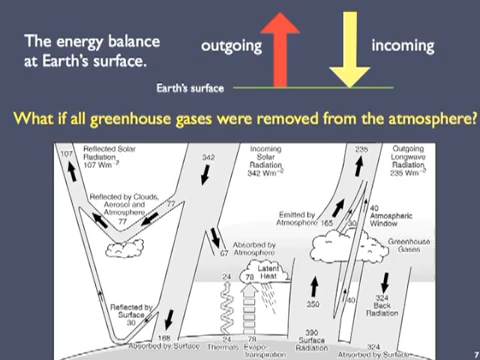 The energy balance
at Earth's surface.
outgoing
incoming
Earth's surface
What if all greenhouse gases were removed from the atmosphere?
107
Reflected Solar
Radiation
107 Wm⁻²
342
Incoming
Solar
Radiation
342 Wm⁻²
235
Outgoing
Longwave
Radiation
235 Wm⁻²
Reflected by Clouds,
Aerosol and
Atmosphere
77
77
Emitted by
Atmosphere
165
30
40
Atmospheric
Window
Greenhouse
Gases
Absorbed by
Atmosphere
67
Latent
Heat
24
78
350
40
324
Back
Radiation
Reflected by
Surface
30
168
Absorbed by Surface
24
Thermals
78
Evapo-
transpiration
390
Surface
Radiation
324
Absorbed by Surface
7